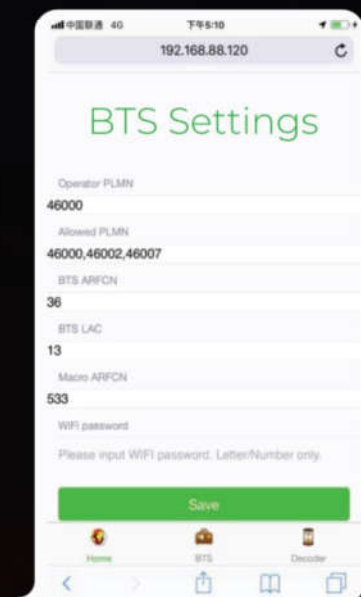 中国联通 4G 下午5:10
192.168.88.120
BTS Settings
Operator PLMN
46000
Allowed PLMN
46000,46002,46007
BTS ARFCN
36
BTS LAC
13
Macro ARFCN
533
WIFI password
Please input WIFI password. Letter/Number only.
Save
Home BTS Decoder